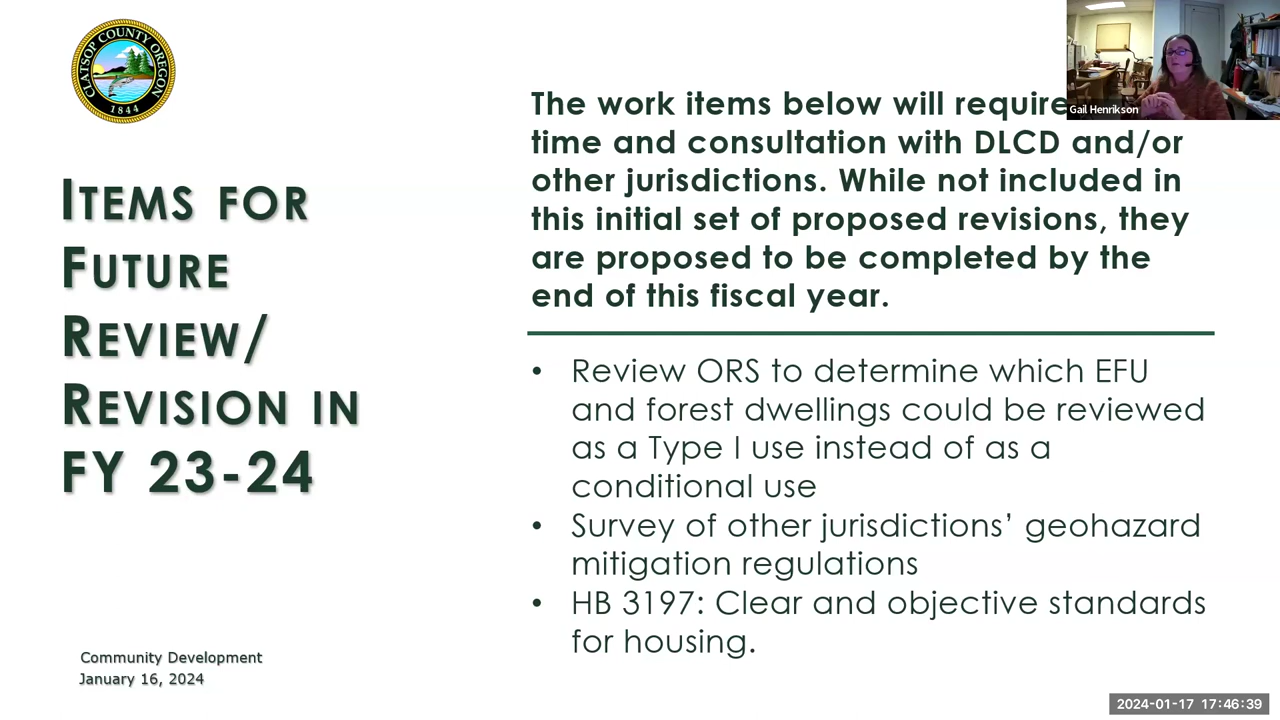 CLATSOP COUNTY OREGON
1844
ITEMS FOR
FUTURE
REVIEW/
REVISION IN
FY 23-24
Community Development
January 16, 2024
The work items below will require
time and consultation with DLCD and/or
other jurisdictions. While not included in
this initial set of proposed revisions, they
are proposed to be completed by the
end of this fiscal year.
• Review ORS to determine which EFU
and forest dwellings could be reviewed
as a Type I use instead of as a
conditional use
• Survey of other jurisdictions’ geohazard
mitigation regulations
• HB 3197: Clear and objective standards
for housing.
Gail Henrikson
2024-01-17 17:46:39